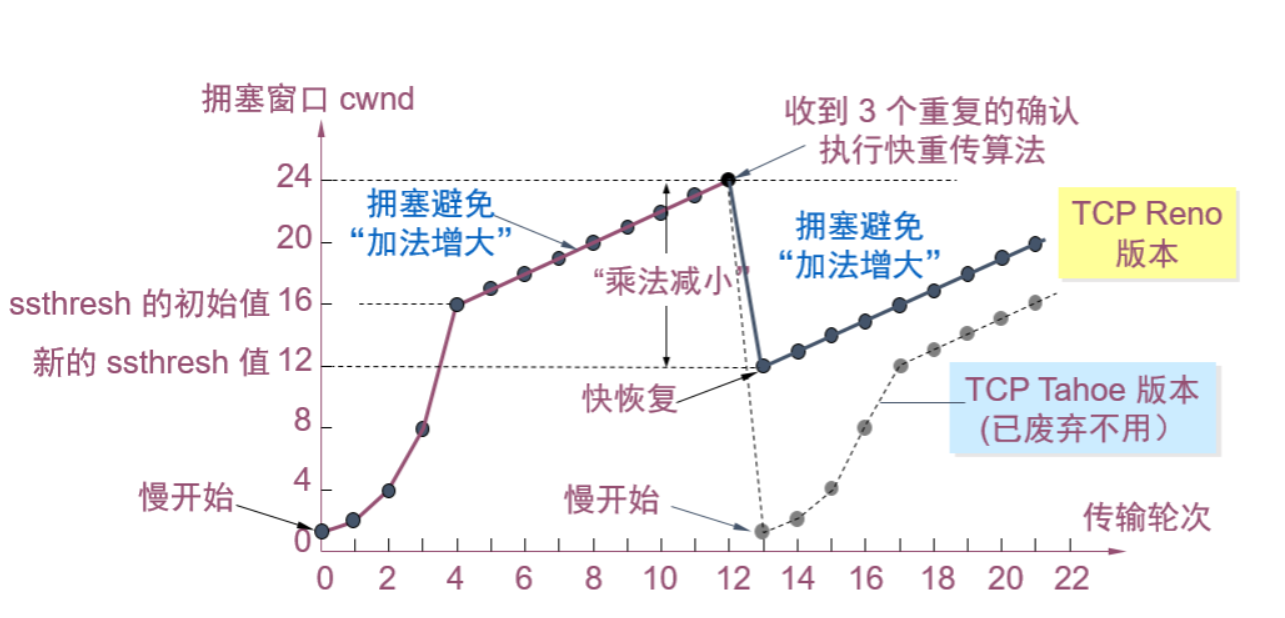 拥塞窗口 cwnd
收到 3 个重复的确认
执行快重传算法
24
拥塞避免
“加法增大”
拥塞避免
“加法增大”
TCP Reno
版本
20
“乘法减小”
ssthresh 的初始值 16
新的 ssthresh 值 12
快恢复
TCP Tahoe 版本
(已废弃不用）
8
4
慢开始
慢开始
传输轮次
0
0 2 4 6 8 10 12 14 16 18 20 22